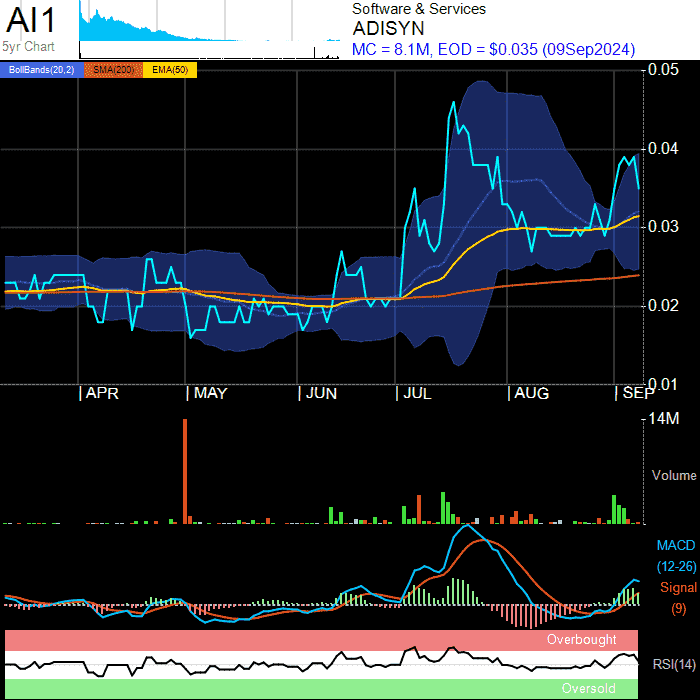 AI1
5yr Chart
Software & Services
ADISYN
MC = 8.1M, EOD = $0.035 (09Sep2024)
BollBands(20,2) SMA(200) EMA(50)
0.05
0.04
0.03
0.02
0.01
APR MAY JUN JUL AUG SEP
14M
Volume
MACD
(12-26)
Signal
(9)
Overbought
RSI(14)
Oversold